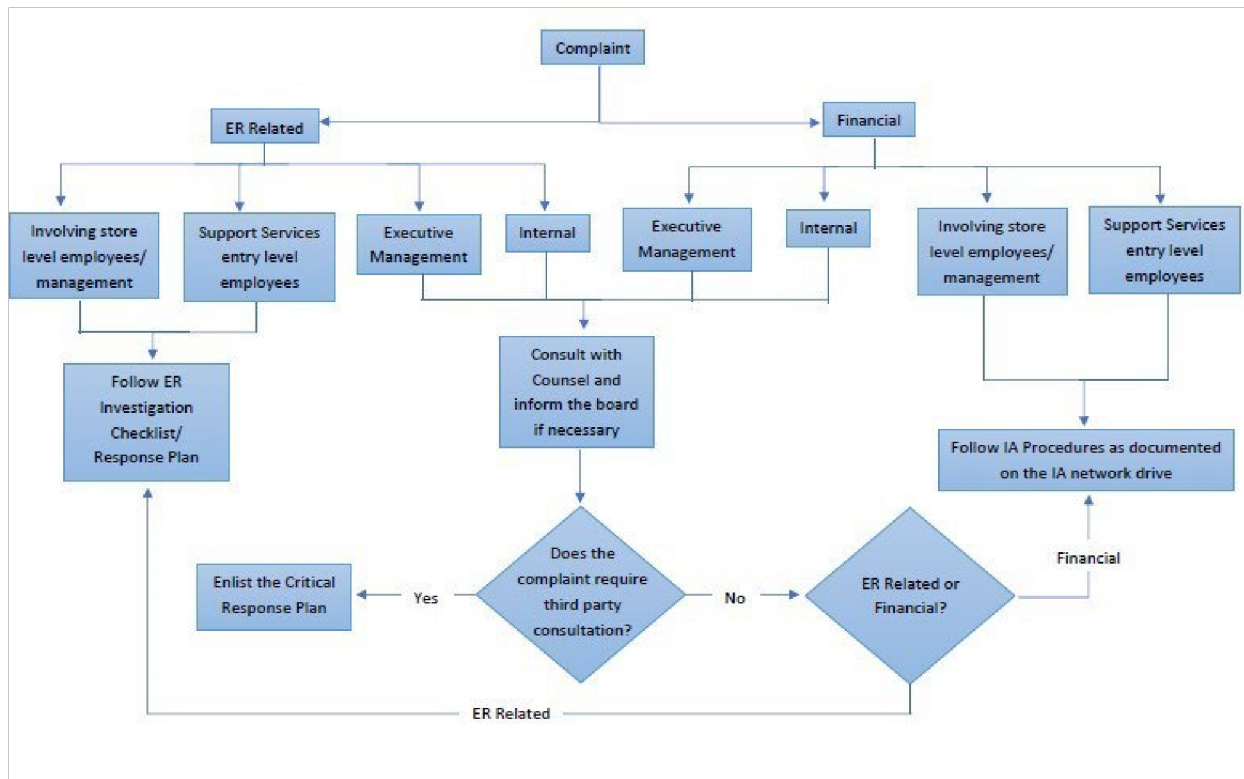 Complaint
ER Related
Financial
Involving store
level employees/
management
Support Services
entry level
employees
Executive
Management
Internal
Executive
Management
Internal
Involving store
level employees/
management
Support Services
entry level
employees
Follow ER
Investigation
Checklist/
Response Plan
Consult with
Counsel and
inform the board
if necessary
Follow IA Procedures as documented
on the IA network drive
Enlist the Critical
Response Plan
Yes
Does the
complaint require
third party
consultation?
No
ER Related or
Financial?
Financial
ER Related